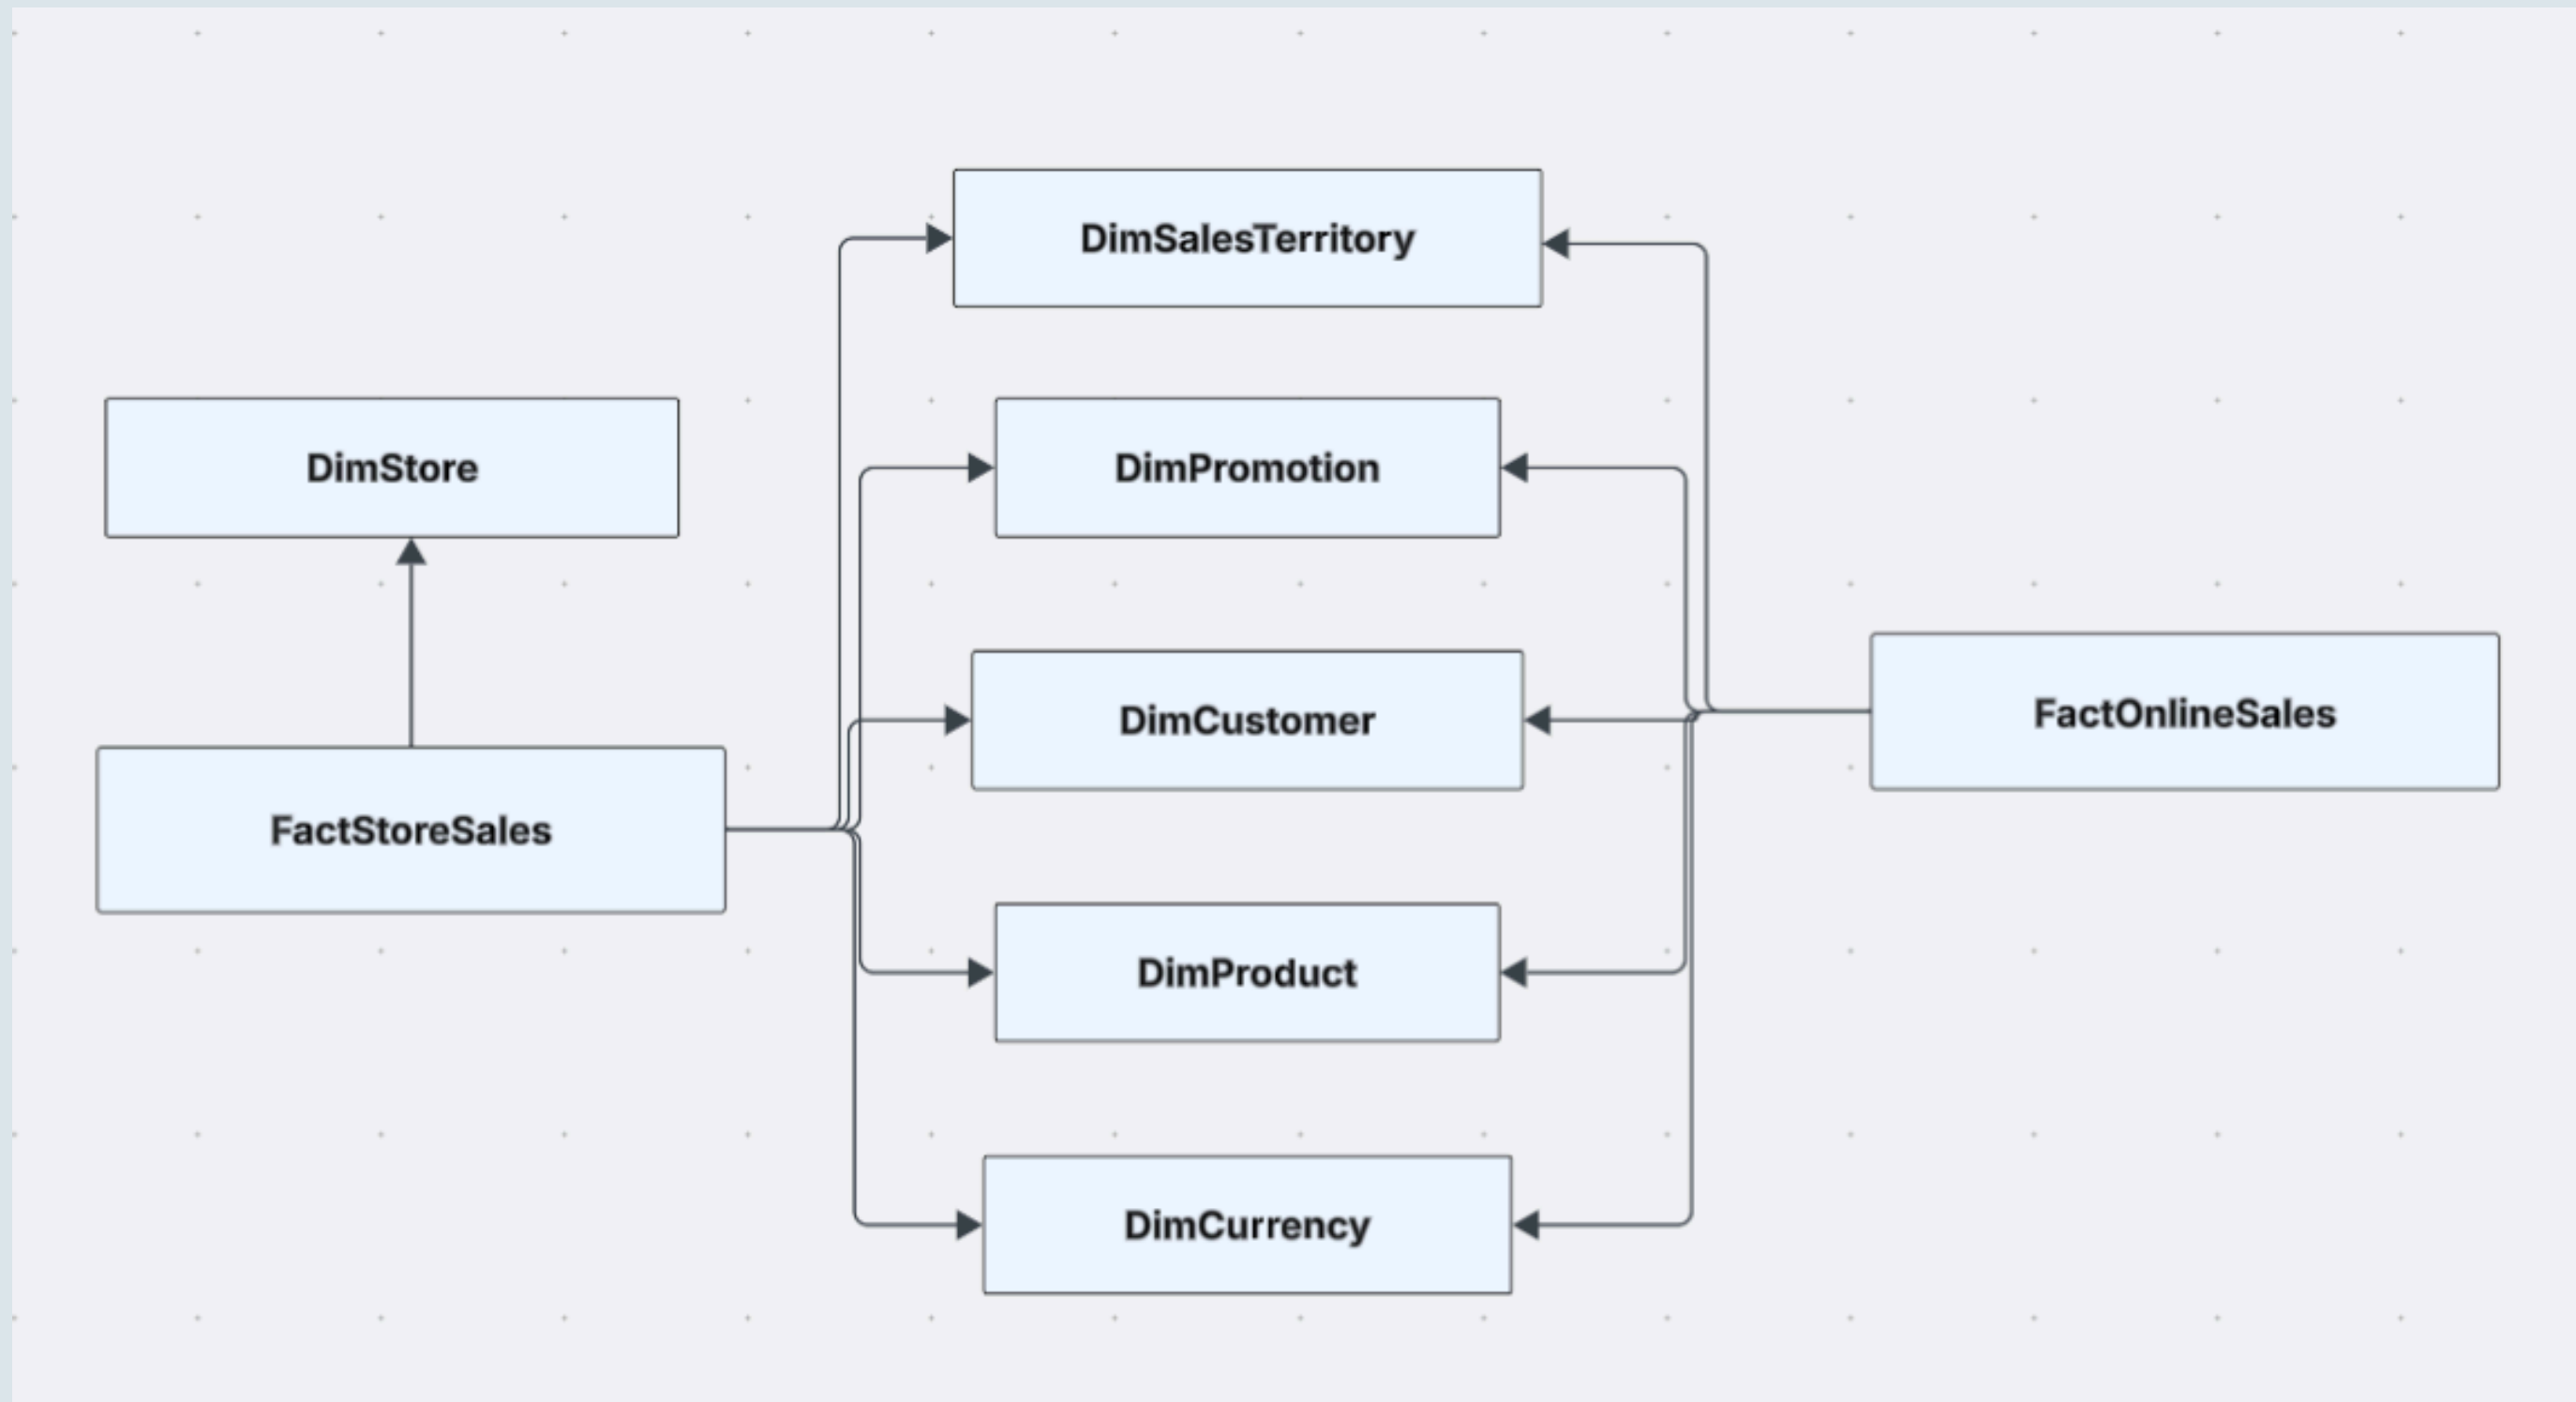 DimSalesTerritory
DimStore
DimPromotion
DimCustomer
FactOnlineSales
FactStoreSales
DimProduct
DimCurrency